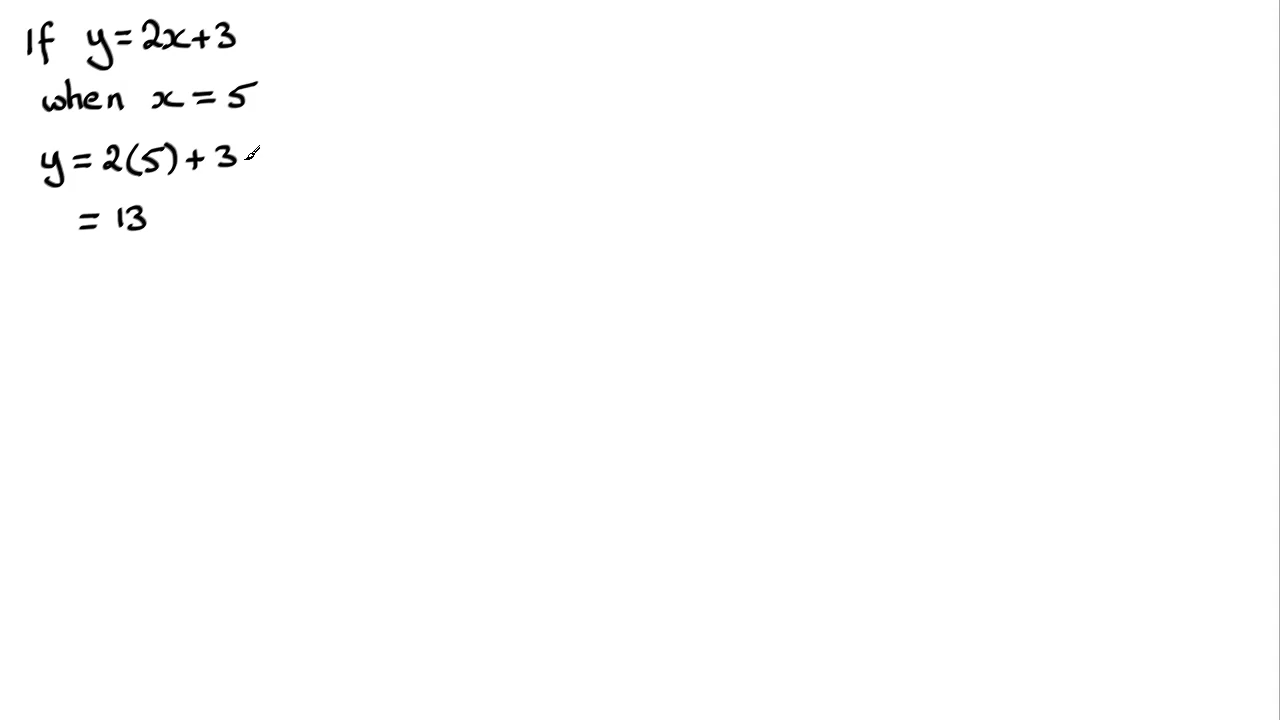 If y=2x+3
when x = 5
y = 2(5) + 3
= 13